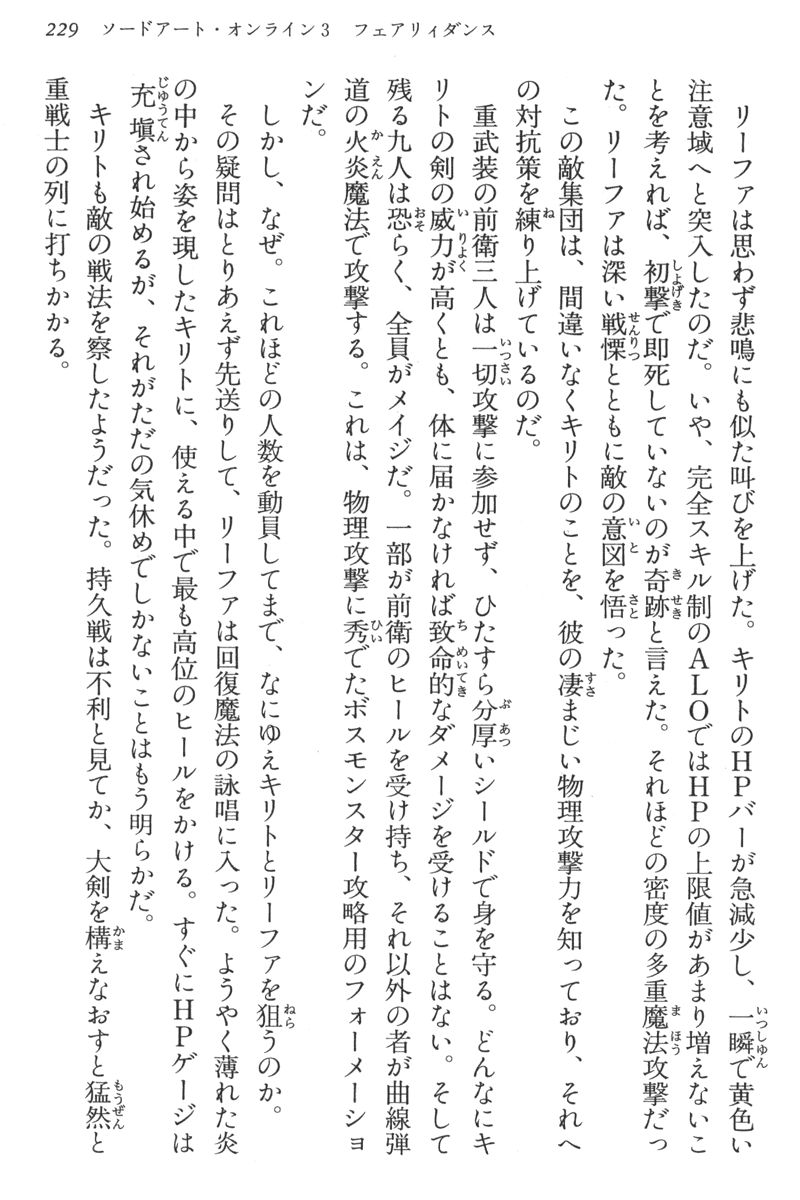 229 ソードアート・オンライン3 フェアリィダンス
　リーファは思わず悲鳴にも似た叫びを上げた。キリトのHPバーが急減少し、一瞬で黄色い
注意域へと突入したのだ。いや、完全スキル制のALOではHPの上限値があまり増えないこ
とを考えれば、初撃で即死していないのが奇跡と言えた。それほどの密度の多重魔法攻撃だっ
た。リーファは深い戦慄とともに敵の意図を悟った。
　この敵集団は、間違いなくキリトのことを、彼の凄まじい物理攻撃力を知っており、それへ
の対抗策を練り上げているのだ。
　重武装の前衛三人は一切攻撃に参加せず、ひたすら分厚いシールドで身を守る。どんなにキ
リトの剣の威力が高くとも、体に届かなければ致命的なダメージを受けることはない。そして
残る九人は恐らく、全員がメイジだ。一部が前衛のヒールを受け持ち、それ以外の者が曲線弾
道の火炎魔法で攻撃する。これは、物理攻撃に秀でたボスモンスター攻略用のフォーメーショ
ンだ。
　しかし、なぜ。これほどの人数を動員してまで、なにゆえキリトとリーファを狙うのか。
　その疑問はとりあえず先送りして、リーファは回復魔法の詠唱に入った。ようやく薄れた炎
の中から姿を現したキリトに、使える中で最も高位のヒールをかける。すぐにHPゲージは
充塡され始めるが、それがただの気休めでしかないことはもう明らかだ。
　キリトも敵の戦法を察したようだった。持久戦は不利と見てか、大剣を構えなおすと猛然と
重戦士の列に打ちかかる。